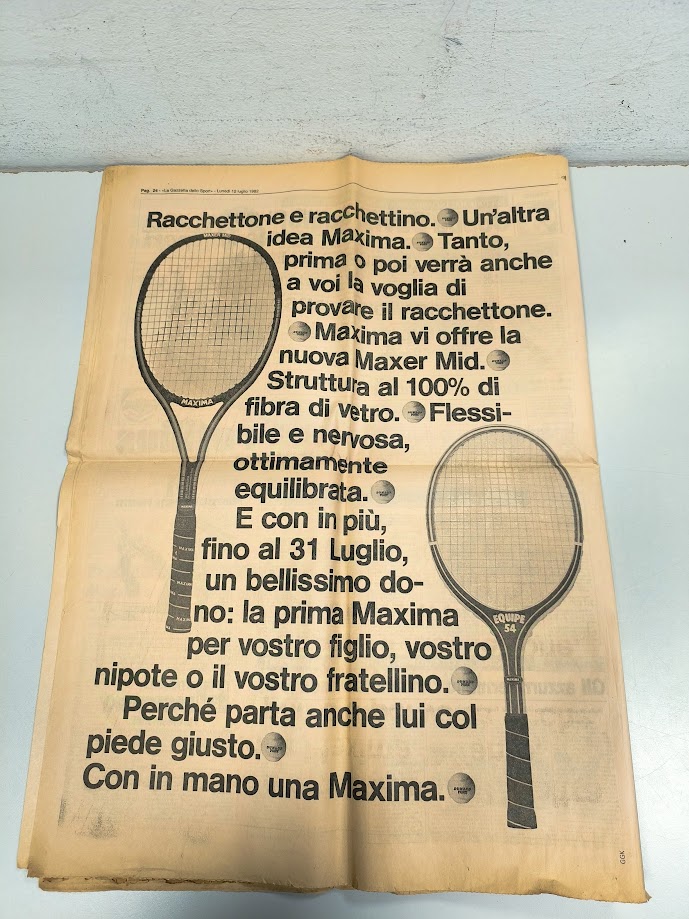 Pag. 24 - «La Gazzetta dello Sport» - Lunedì 12 luglio 1982
Racchettone e racchettino. Un'altra
idea Maxima. Tanto,
prima o poi verrà anche
a voi la voglia di
provare il racchettone.
Maxima vi offre la
nuova Maxer Mid.
Struttura al 100% di
fibra di vetro. Flessi-
bile e nervosa,
ottimamente
equilibrata.
E con in più,
fino al 31 Luglio,
un bellissimo do-
no: la prima Maxima
per vostro figlio, vostro
nipote o il vostro fratellino.
Perché parta anche lui col
piede giusto.
Con in mano una Maxima.
MAXER MID
MAXIMA
EQUIPE
54
MAXIMA
GGK